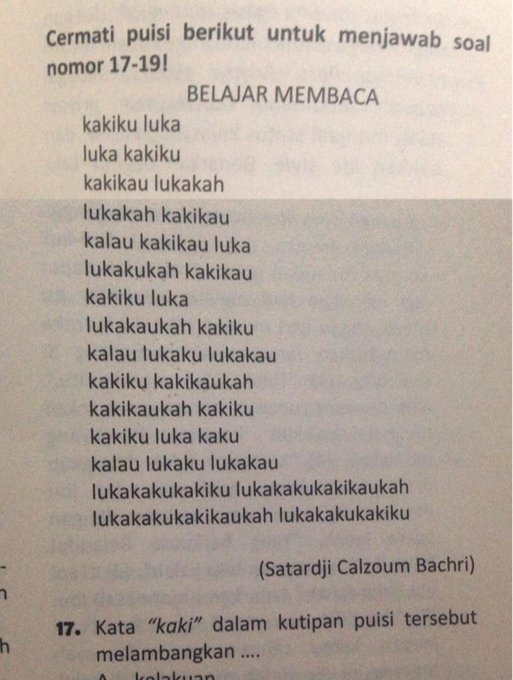 Cermati puisi berikut untuk menjawab soal
nomor 17-19!
BELAJAR MEMBACA
kakiku luka
luka kakiku
kakikau lukakah
lukakah kakikau
kalau kakikau luka
lukakukah kakikau
kakiku luka
lukakaukah kakiku
kalau lukaku lukakau
kakiku kakikaukah
kakikaukah kakiku
kakiku luka kaku
kalau lukaku lukakau
lukakakukakiku lukakakukakikaukah
lukakakukakikaukah lukakakukakiku
(Satardji Calzoum Bachri)
17. Kata "kaki" dalam kutipan puisi tersebut
melambangkan ....
A. kelakuan